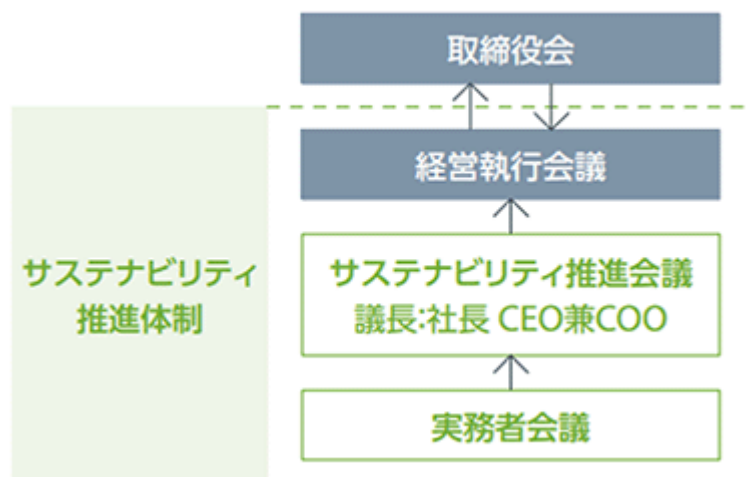 取締役会
経営執行会議
サステナビリティ
推進体制
サステナビリティ推進会議
議長:社長 CEO兼COO
実務者会議